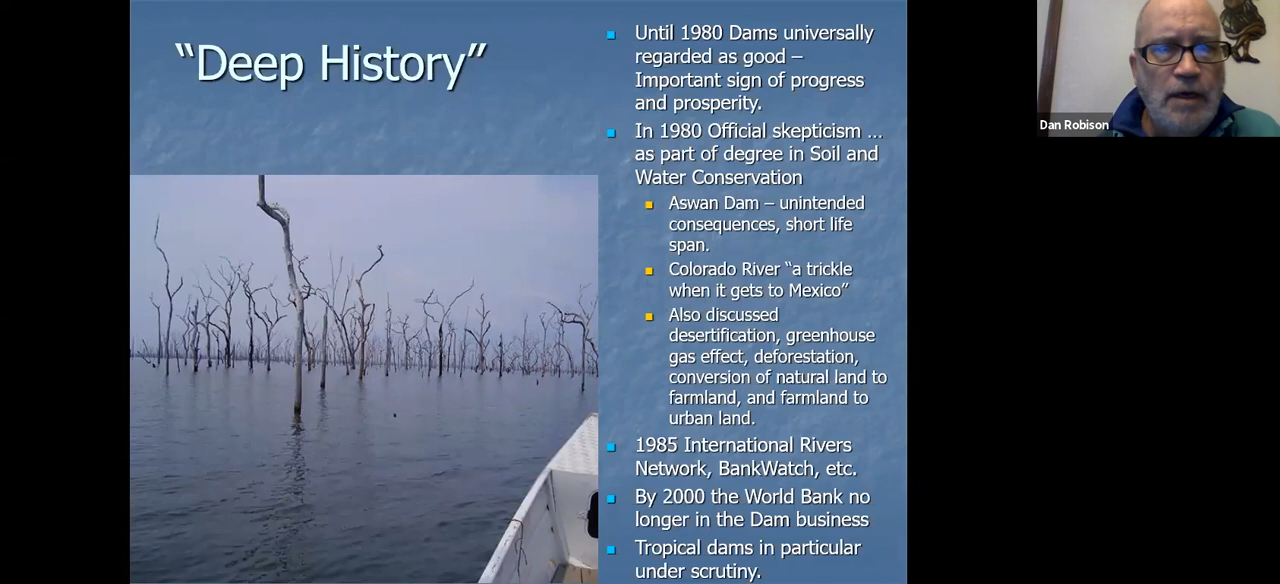 “Deep History”
Until 1980 Dams universally
regarded as good –
Important sign of progress
and prosperity.
In 1980 Official skepticism …
as part of degree in Soil and
Water Conservation
Aswan Dam – unintended
consequences, short life
span.
Colorado River “a trickle
when it gets to Mexico”
Also discussed
desertification, greenhouse
gas effect, deforestation,
conversion of natural land to
farmland, and farmland to
urban land.
1985 International Rivers
Network, BankWatch, etc.
By 2000 the World Bank no
longer in the Dam business
Tropical dams in particular
under scrutiny.
Dan Robison